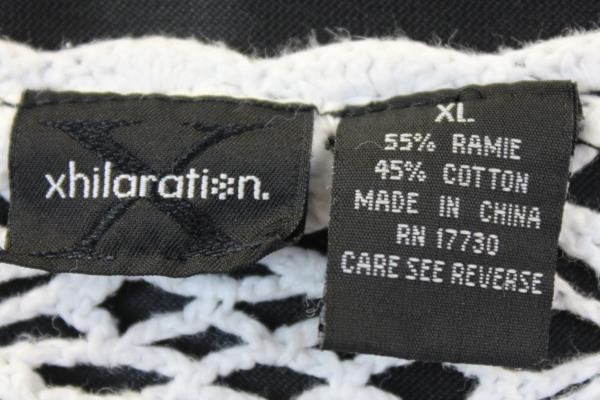 xhilaration.
XL
55% RAMIE
45% COTTON
MADE IN CHINA
RN 17730
CARE SEE REVERSE